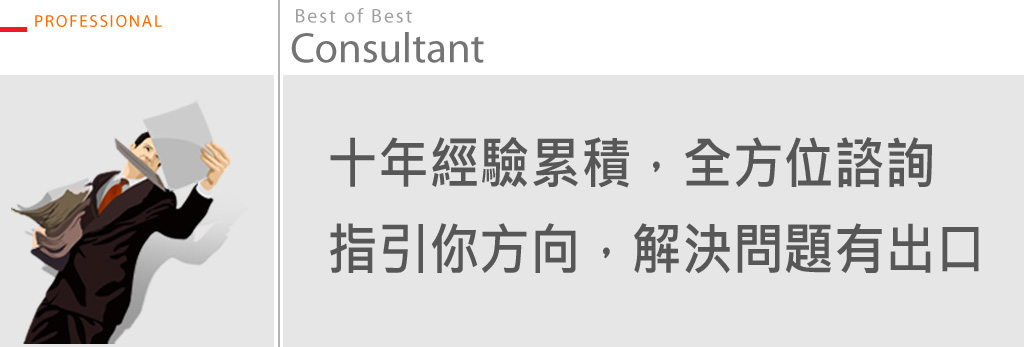 PROFESSIONAL
Best of Best
Consultant
十年經驗累積，全方位諮詢
指引你方向，解決問題有出口